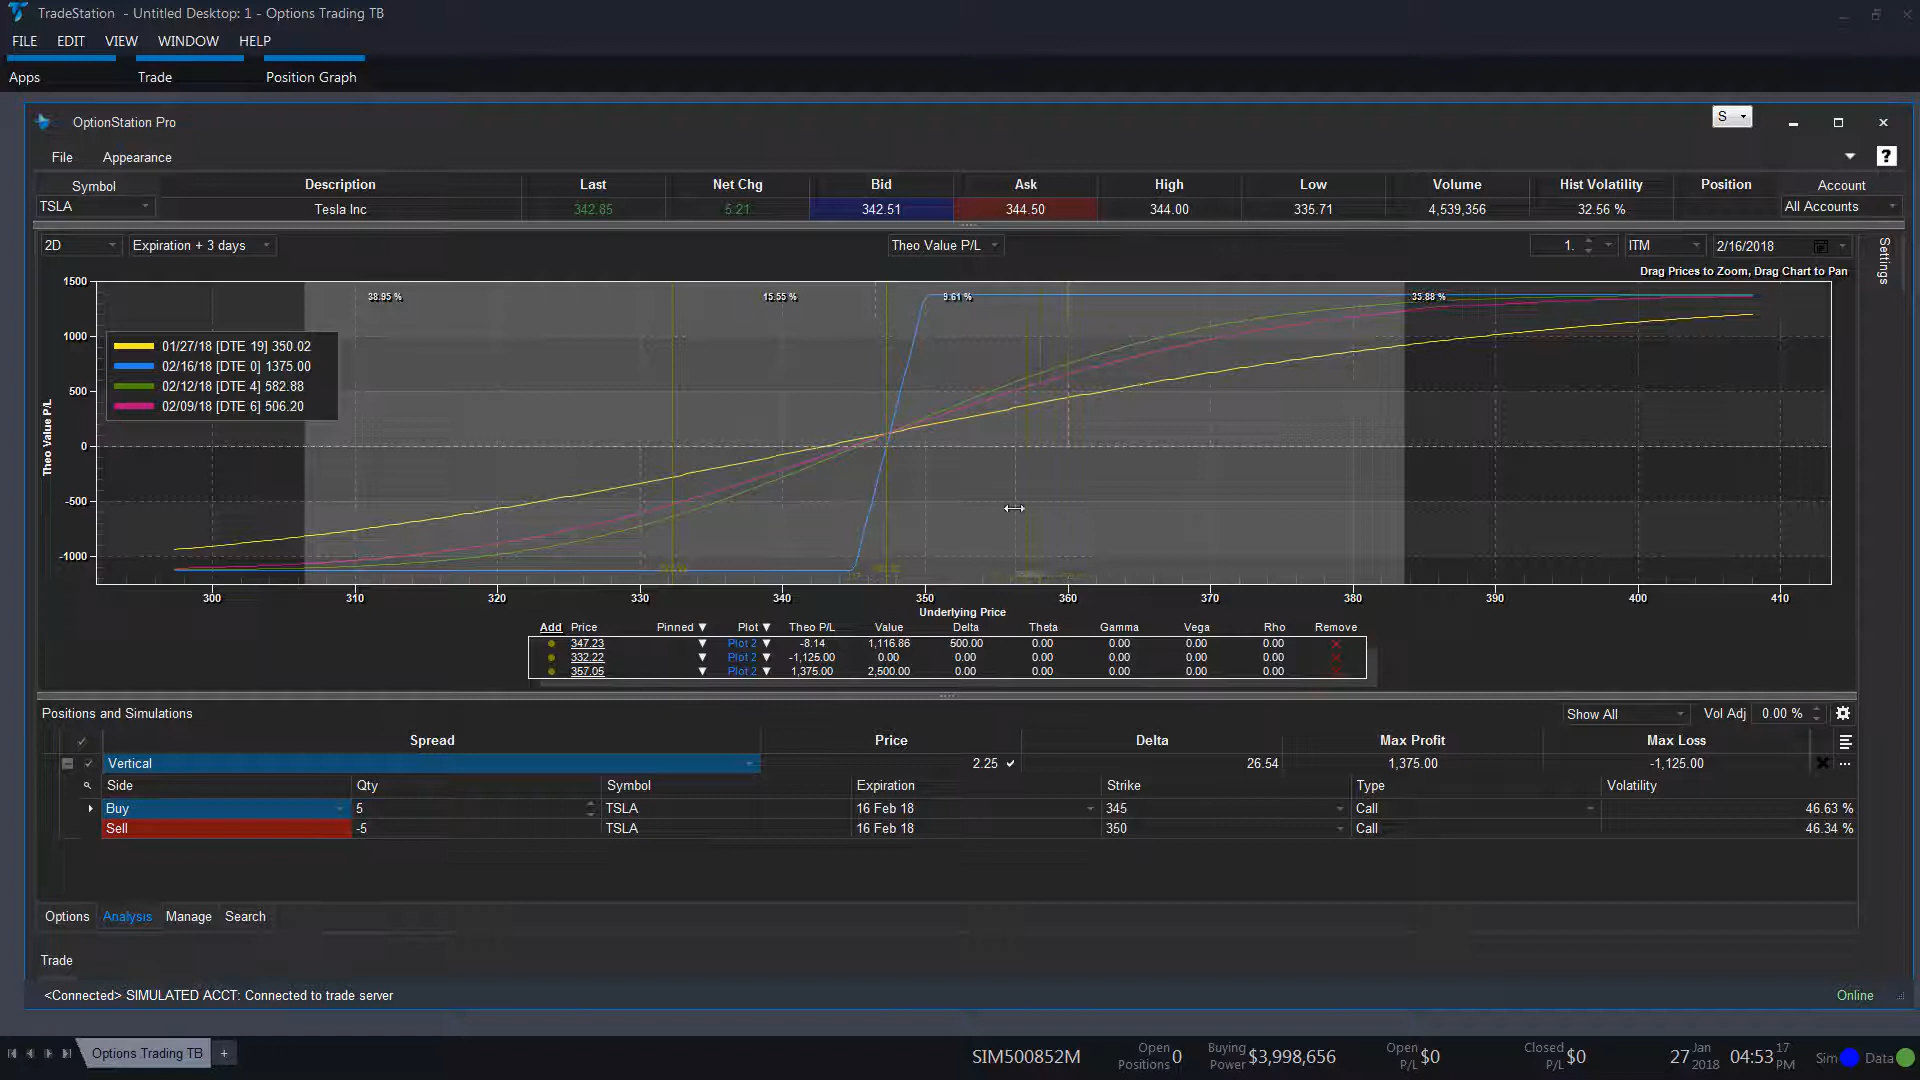 TradeStation - Untitled Desktop: 1 - Options Trading TB
FILE EDIT VIEW WINDOW HELP
Apps Trade Position Graph
OptionStation Pro S
File Appearance ?
Symbol Description Last Net Chg Bid Ask High Low Volume Hist Volatility Position Account
TSLA Tesla Inc 342.85 5.21 342.51 344.50 344.00 335.71 4,539,356 32.56 % All Accounts
2D Expiration + 3 days Theo Value P/L 1. ITM 2/16/2018 Settings
Drag Prices to Zoom, Drag Chart to Pan
1500
38.95 % 15.55 % 9.61 % 35.88 %
1000
01/27/18 [DTE 19] 350.02
02/16/18 [DTE 0] 1375.00
02/12/18 [DTE 4] 582.88
02/09/18 [DTE 6] 506.20
500
0
-500
-1000
Theo Value P/L
300 310 320 330 340 350 360 370 380 390 400 410
Underlying Price
Add Price Pinned Plot Theo P/L Value Delta Theta Gamma Vega Rho Remove
347.23 Plot 2 -8.14 1,116.86 500.00 0.00 0.00 0.00 0.00
332.22 Plot 2 -1,125.00 0.00 0.00 0.00 0.00 0.00 0.00
357.05 Plot 2 1,375.00 2,500.00 0.00 0.00 0.00 0.00 0.00
Positions and Simulations Show All Vol Adj 0.00 %
Spread Price Delta Max Profit Max Loss
Vertical 2.25 26.54 1,375.00 -1,125.00
Side Qty Symbol Expiration Strike Type Volatility
Buy 5 TSLA 16 Feb 18 345 Call 46.63 %
Sell -5 TSLA 16 Feb 18 350 Call 46.34 %
Options Analysis Manage Search
Trade
<Connected> SIMULATED ACCT: Connected to trade server Online
Options Trading TB + SIM500852M Open Positions 0 Buying Power $3,998,656 Open P/L $0 Closed P/L $0 27 Jan 2018 04:53 17 PM Sim Data